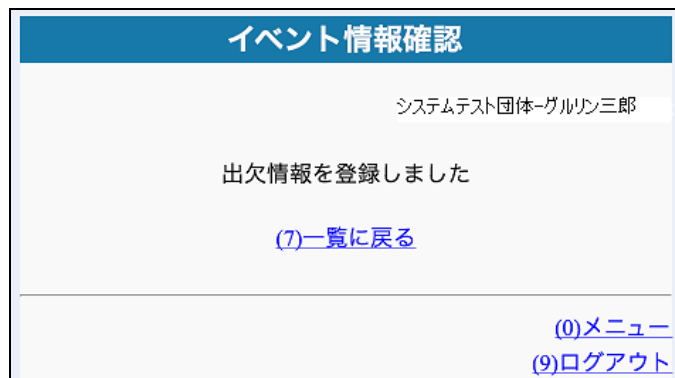 イベント情報確認
システムテスト団体-グルリン三郎
出欠情報を登録しました
(7)一覧に戻る
(0)メニュー
(9)ログアウト